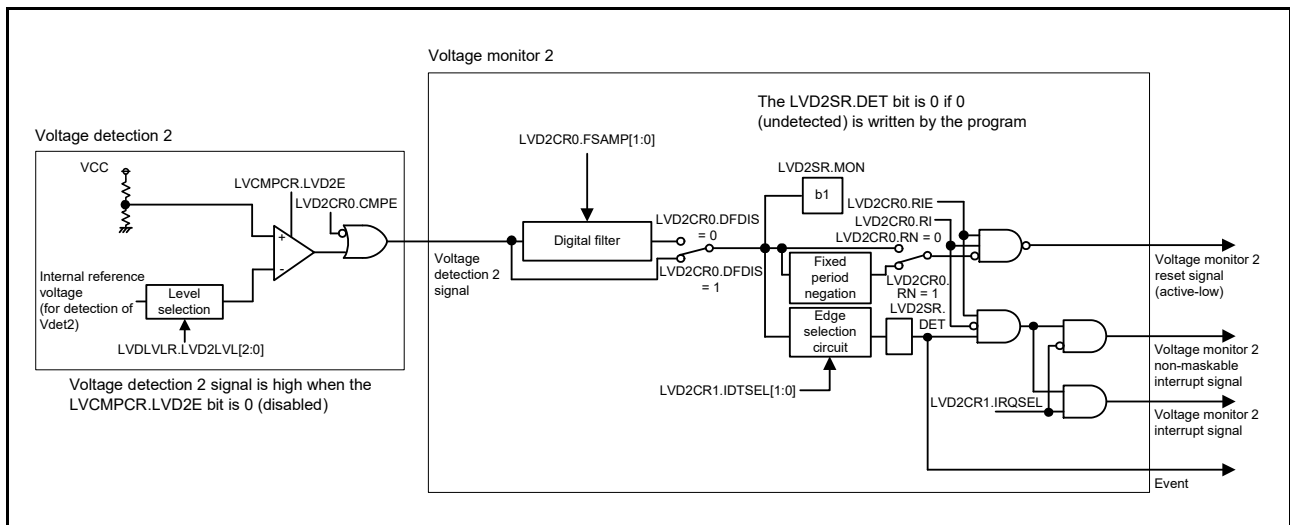 Voltage monitor 2
The LVD2SR.DET bit is 0 if 0
(undetected) is written by the program
Voltage detection 2
VCC
LVCMPCR.LVD2E
LVD2CR0.CMPE
+
-
Internal reference
voltage
(for detection of
Vdet2)
Level
selection
LVDLVLR.LVD2LVL[2:0]
Voltage detection 2 signal is high when the
LVCMPCR.LVD2E bit is 0 (disabled)
LVD2CR0.FSAMP[1:0]
Digital filter
Voltage
detection 2
signal
LVD2CR0.DFDIS
= 0
LVD2CR0.DFDIS
= 1
LVD2SR.MON
b1
LVD2CR0.RIE
LVD2CR0.RI
LVD2CR0.RN = 0
Fixed
period
negation
LVD2CR0.
RN = 1
Edge
selection
circuit
LVD2SR.
DET
LVD2CR1.IDTSEL[1:0]
LVD2CR1.IRQSEL
Voltage monitor 2
reset signal
(active-low)
Voltage monitor 2
non-maskable
interrupt signal
Voltage monitor 2
interrupt signal
Event